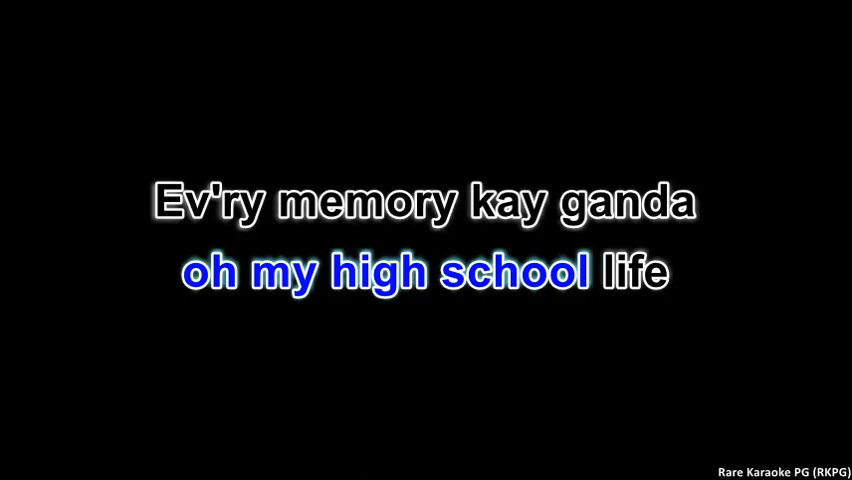 Ev'ry memory kay ganda
oh my high school life
Rare Karaoke PG (RKPG)